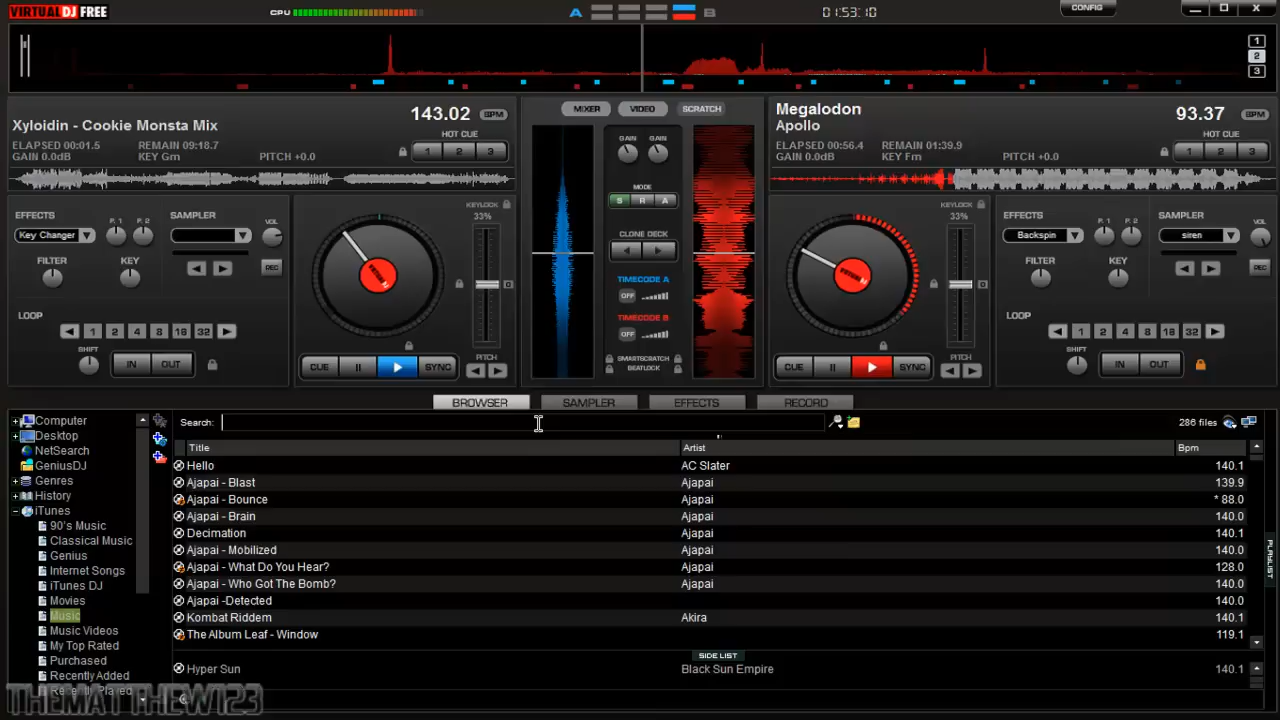 VIRTUAL DJ FREE
CPU
A B
01:53:10
CONFIG
1
2
3
Xyloidin - Cookie Monsta Mix
143.02 BPM
HOT CUE
ELAPSED 00:01.5 REMAIN 09:18.7
GAIN 0.0dB KEY Gm PITCH +0.0
1 2 3
MIXER VIDEO SCRATCH
Megalodon
Apollo
93.37 BPM
HOT CUE
ELAPSED 00:56.4 REMAIN 01:39.9
GAIN 0.0dB KEY Fm PITCH +0.0
1 2 3
EFFECTS
Key Changer
P. 1 P. 2
SAMPLER
VOL
REC
FILTER KEY
LOOP
1 2 4 8 16 32
SHIFT
IN OUT
KEYLOCK
33%
CUE SYNC
PITCH
GAIN GAIN
MODE
S R A
CLONE DECK
TIMECODE A
OFF
TIMECODE B
OFF
SMARTSCRATCH
BEATLOCK
KEYLOCK
33%
CUE SYNC
PITCH
EFFECTS
Backspin
P. 1 P. 2
SAMPLER
siren
VOL
REC
FILTER KEY
LOOP
1 2 4 8 16 32
SHIFT
IN OUT
BROWSER SAMPLER EFFECTS RECORD
Computer
Desktop
NetSearch
GeniusDJ
Genres
History
iTunes
90's Music
Classical Music
Genius
Internet Songs
iTunes DJ
Movies
Music
Music Videos
My Top Rated
Purchased
Recently Added
Recently Played
Search:
286 files
Title Artist Bpm
Hello AC Slater 140.1
Ajapai - Blast Ajapai 139.9
Ajapai - Bounce Ajapai * 88.0
Ajapai - Brain Ajapai 140.0
Decimation Ajapai 140.1
Ajapai - Mobilized Ajapai 140.0
Ajapai - What Do You Hear? Ajapai 128.0
Ajapai - Who Got The Bomb? Ajapai 140.0
Ajapai -Detected 140.0
Kombat Riddem Akira 140.1
The Album Leaf - Window 119.1
SIDE LIST
Hyper Sun Black Sun Empire 140.1
PLAYLIST
THEMATTHEW123